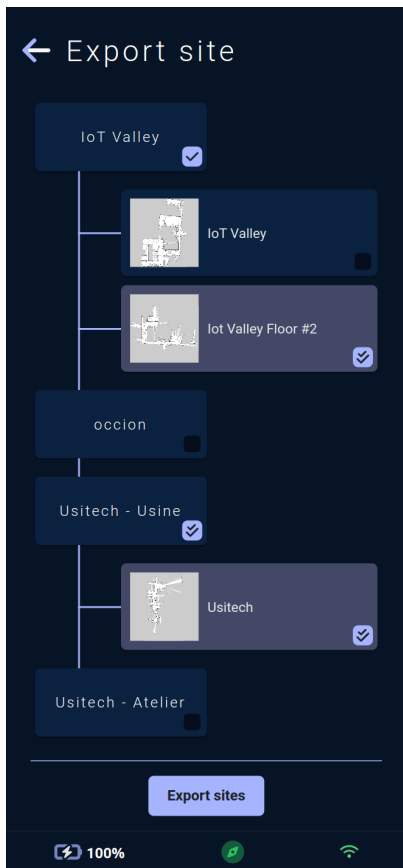 Export site
IoT Valley
IoT Valley
Iot Valley Floor #2
occion
Usitech - Usine
Usitech
Usitech - Atelier
Export sites
100%